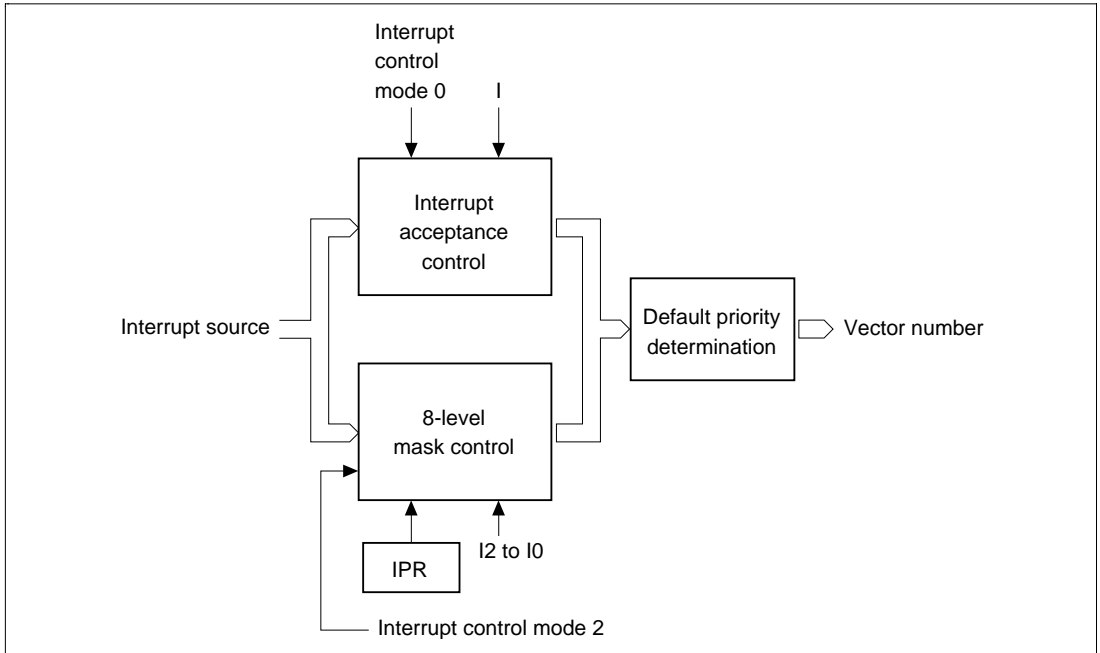 Interrupt
control
mode 0
I
Interrupt
acceptance
control
Interrupt source
Default priority
determination
Vector number
8-level
mask control
I2 to I0
IPR
Interrupt control mode 2